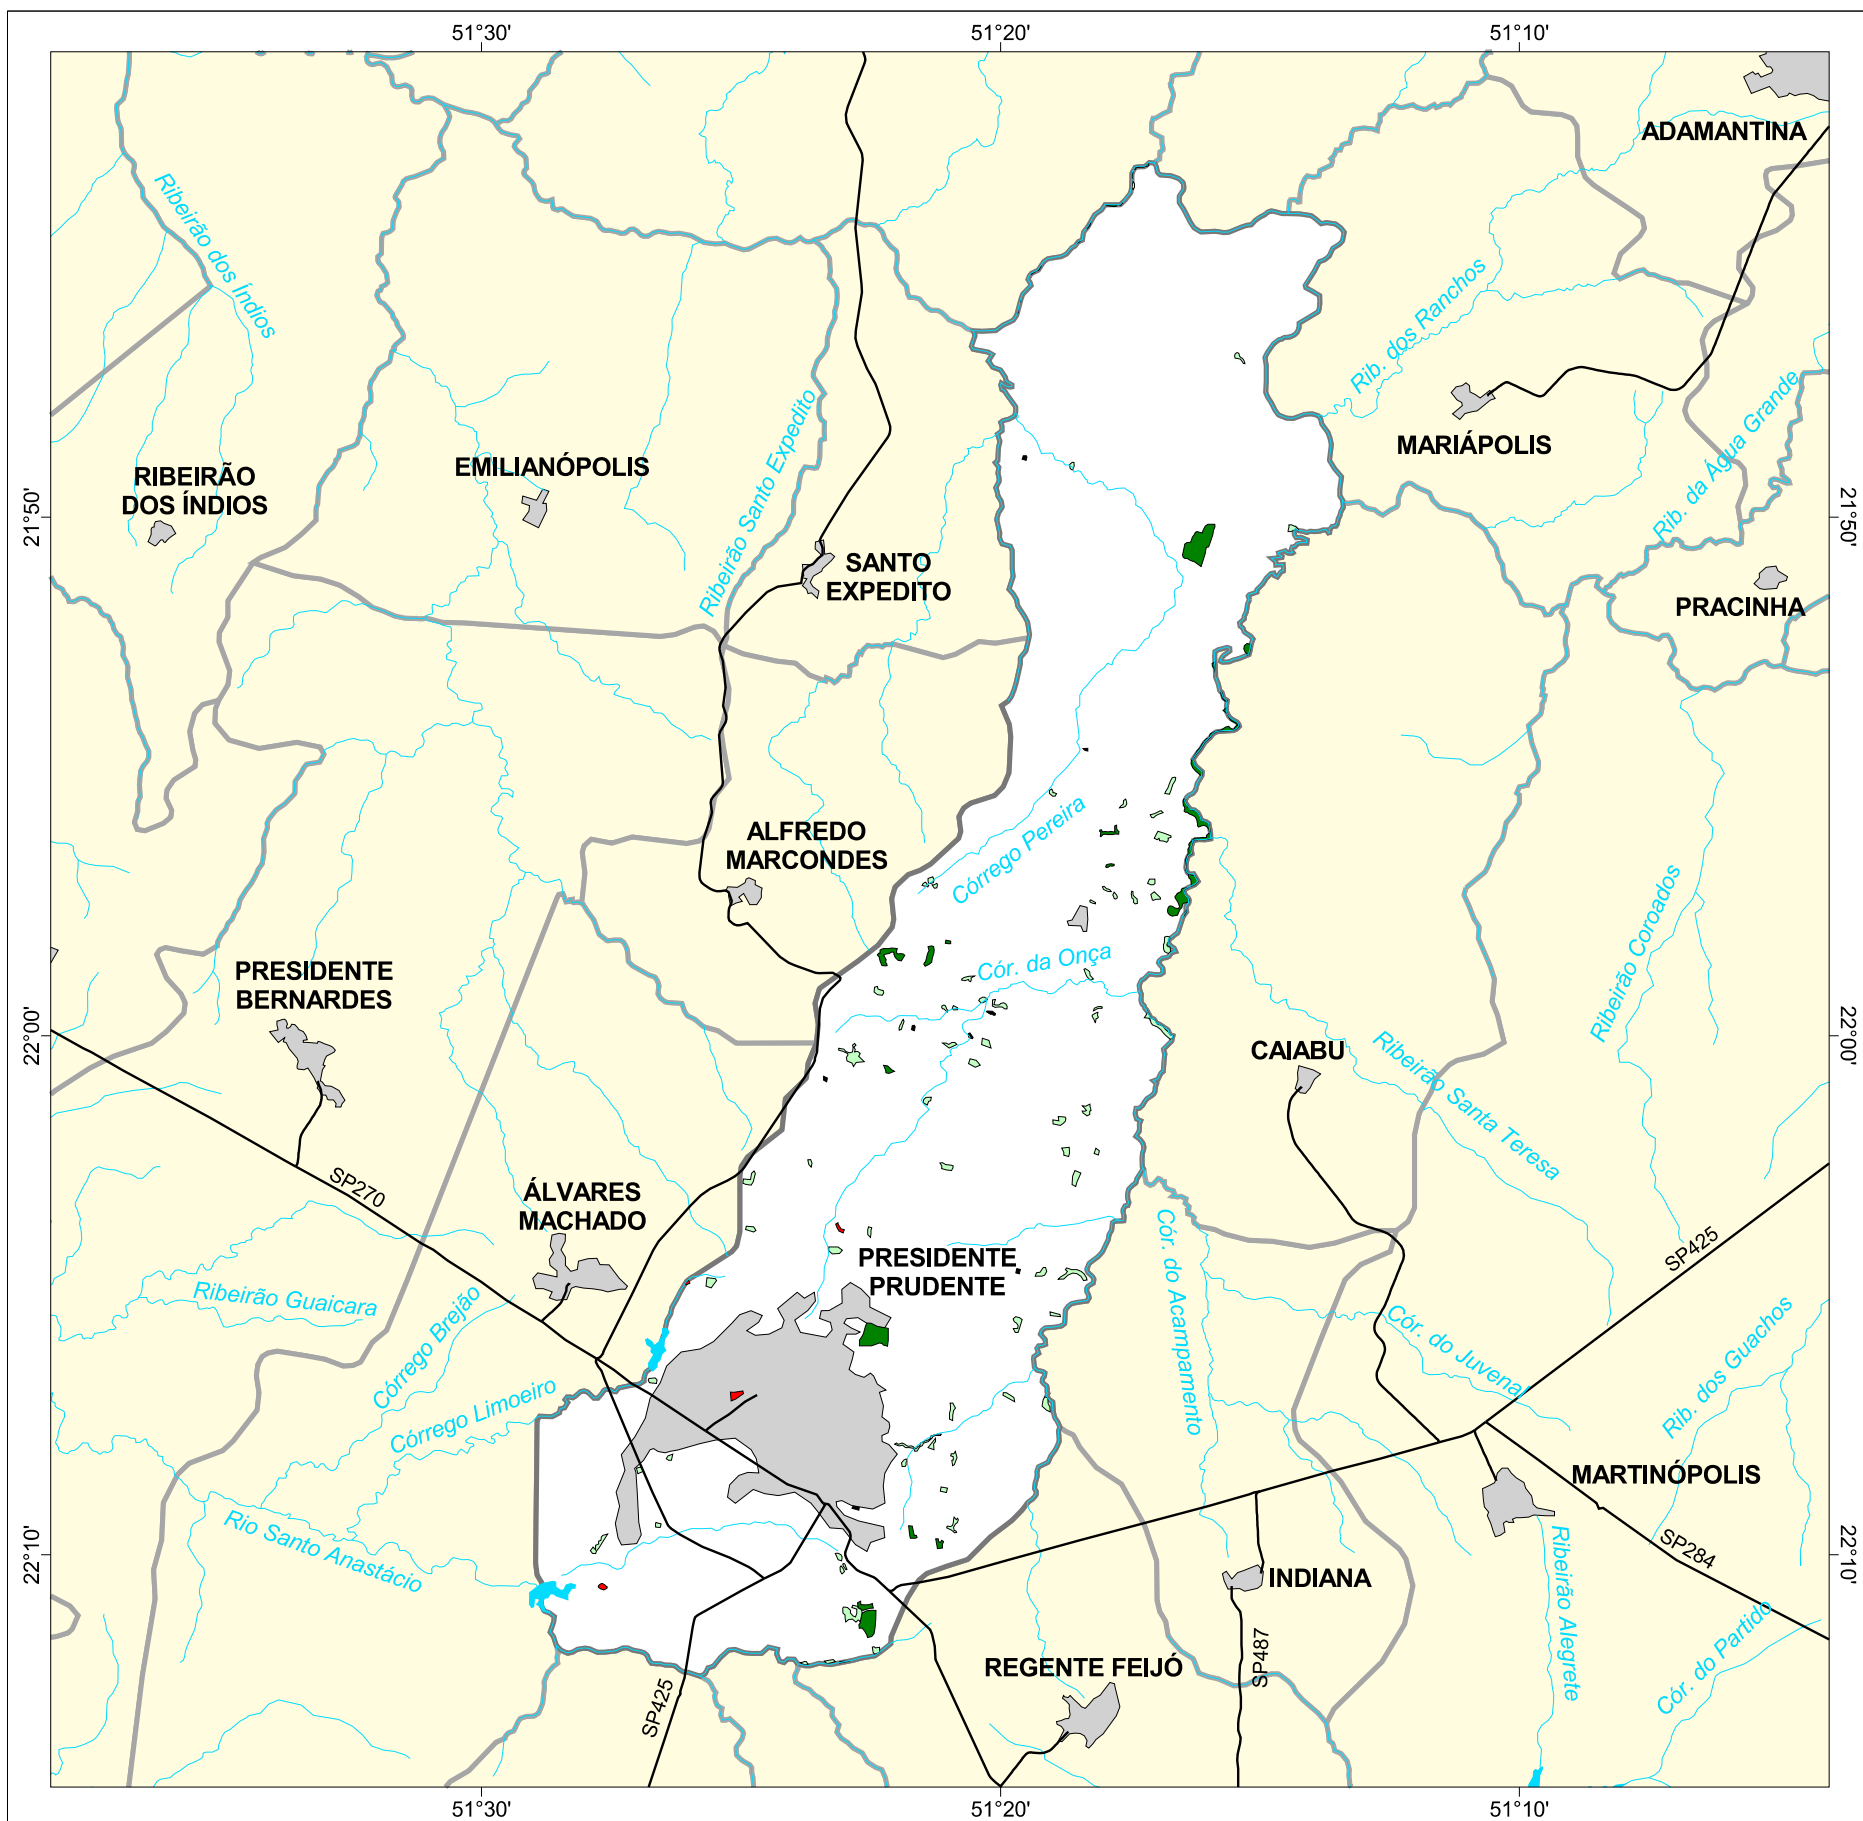 51°30'
51°20'
51°10'
ADAMANTINA
Ribeirão dos Índios
Rib. dos Ranchos
MARIÁPOLIS
Rib. da Água Grande
RIBEIRÃO
DOS ÍNDIOS
EMILIANÓPOLIS
Ribeirão Santo Expedito
21°50'
21°50'
SANTO
EXPEDITO
PRACINHA
ALFREDO
MARCONDES
Córrego Pereira
Ribeirão Coroados
PRESIDENTE
BERNARDES
Cór. da Onça
22°00'
22°00'
CAIABU
Ribeirão Santa Teresa
SP270
ÁLVARES
MACHADO
Cór. do Acampamento
SP425
PRESIDENTE
PRUDENTE
Ribeirão Guaicara
Córrego Brejão
Cór. do Juvenal
Rib. dos Guachos
Córrego Limoeiro
MARTINÓPOLIS
Rio Santo Anastácio
22°10'
22°10'
SP284
INDIANA
Ribeirão Alegrete
REGENTE FEIJÓ
SP487
SP425
Cór. do Partido
51°30'
51°20'
51°10'